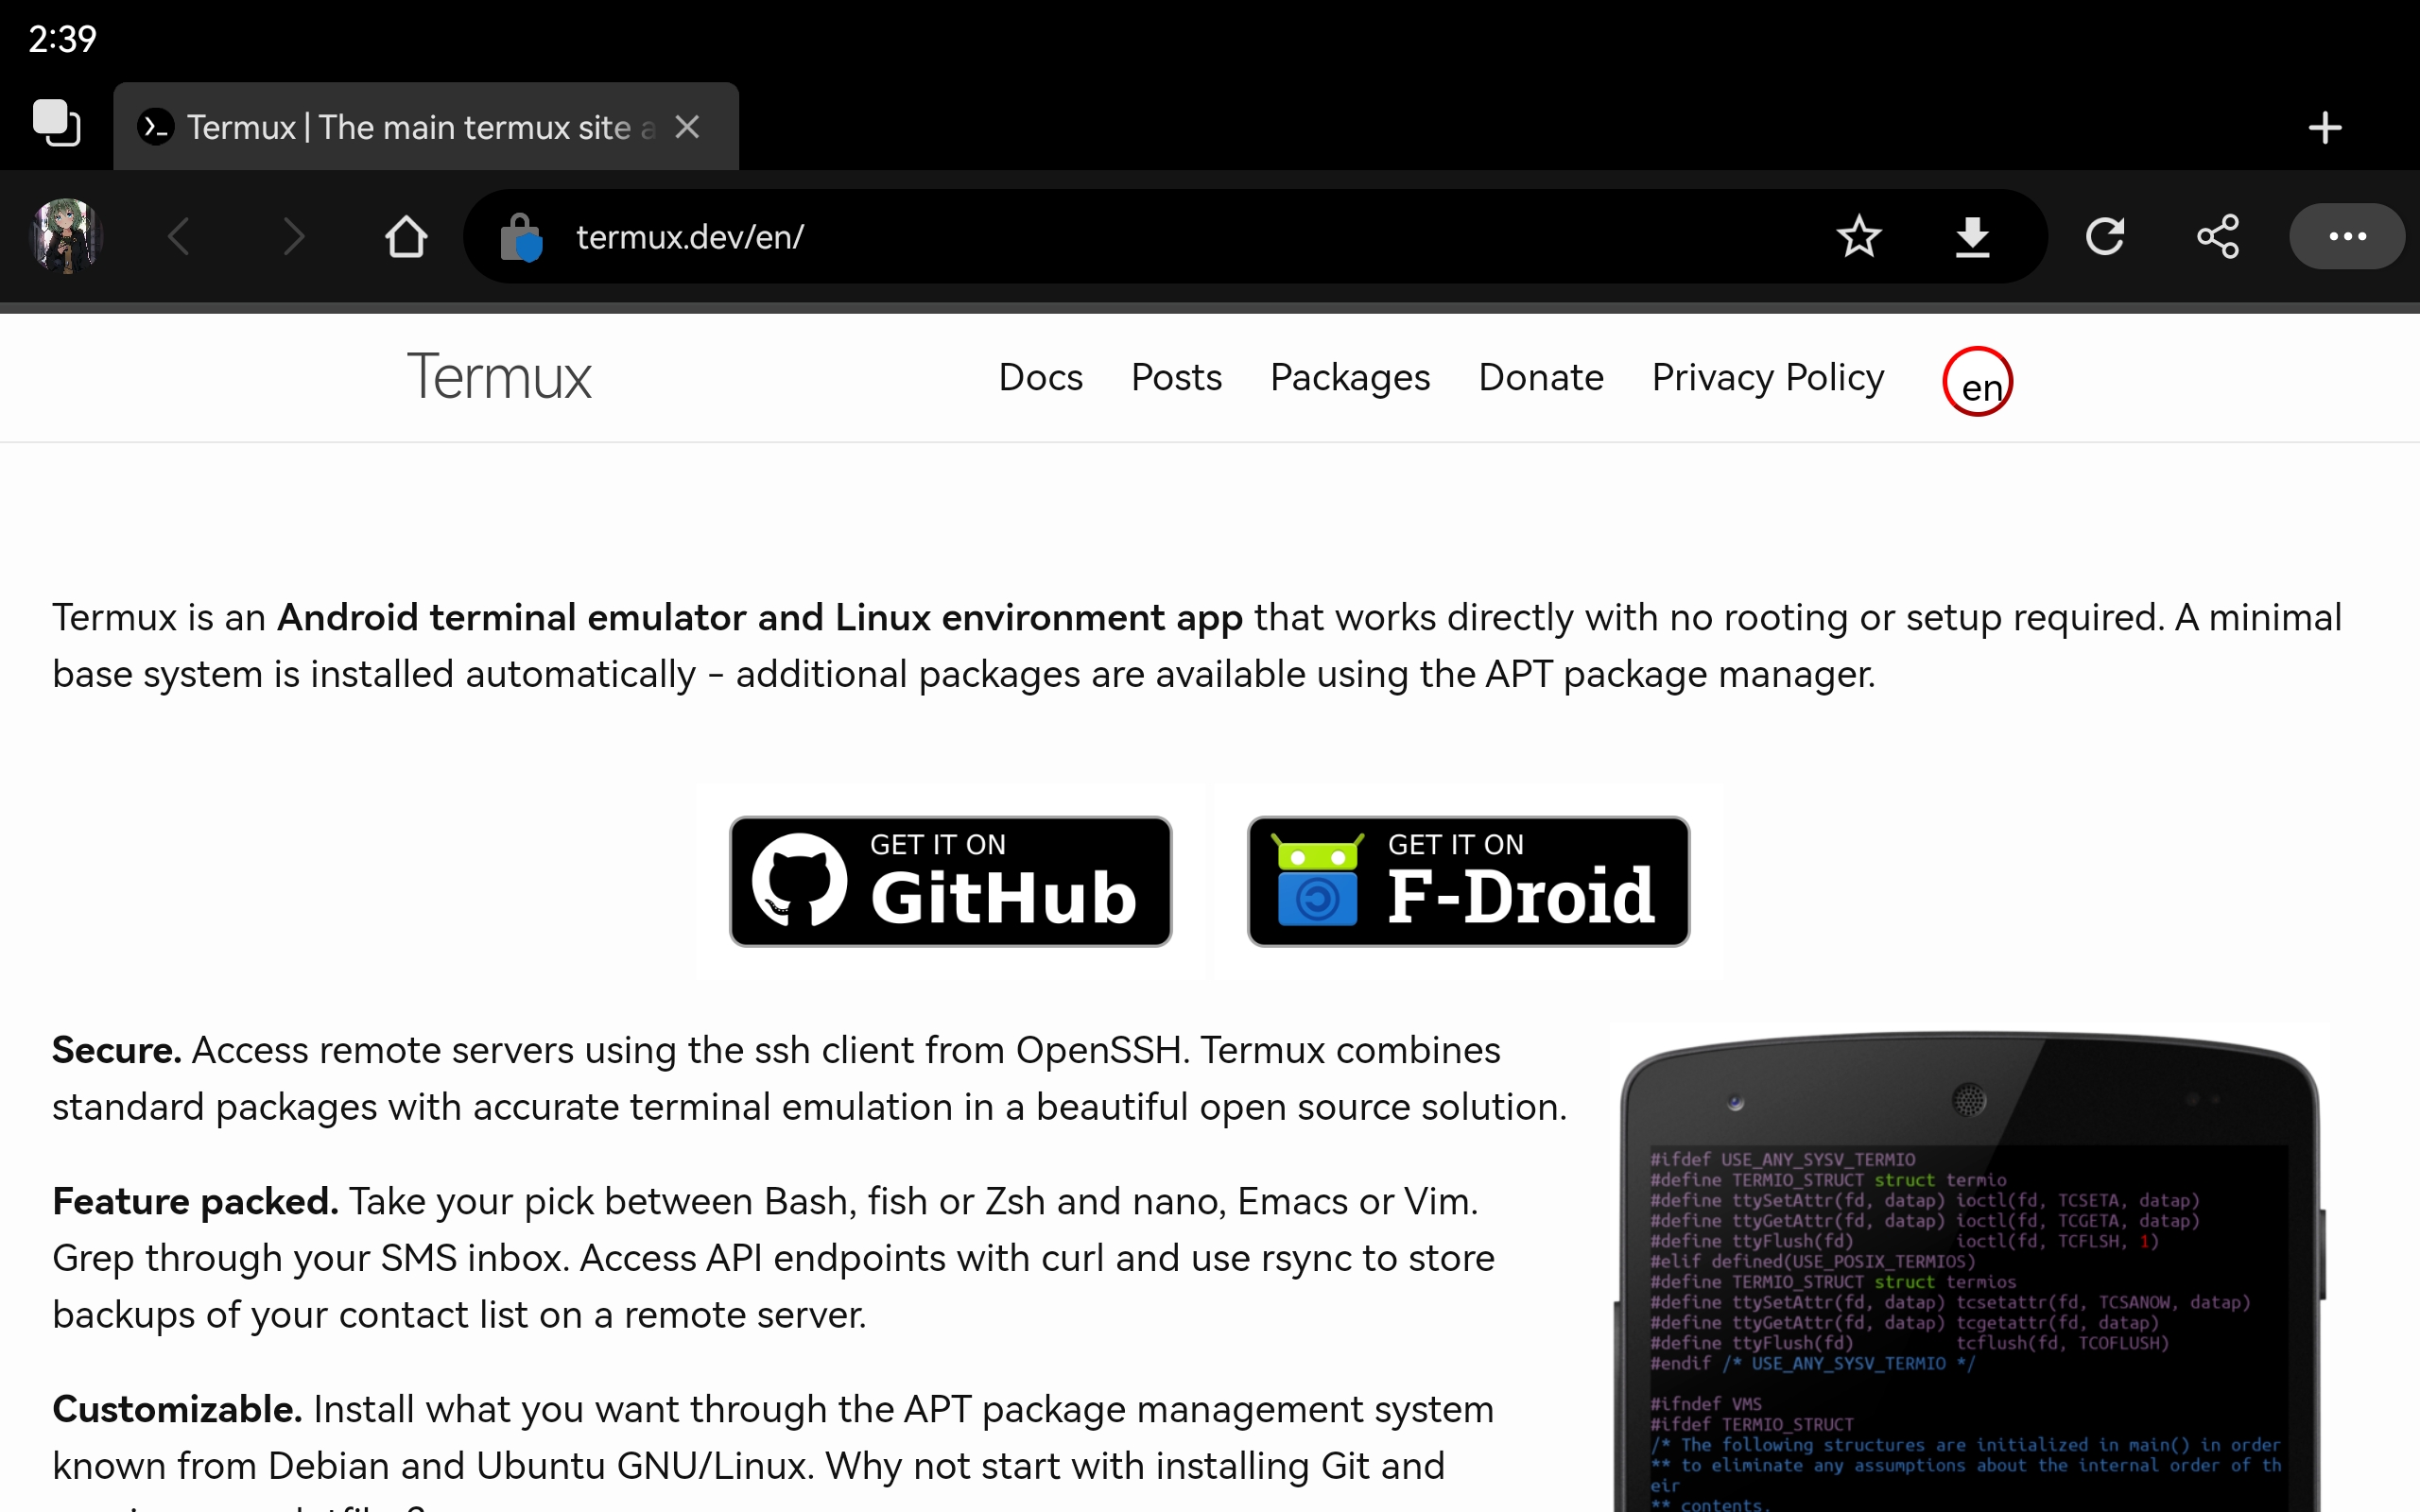 2:39
Termux | The main termux site a
termux.dev/en/
Termux
Docs Posts Packages Donate Privacy Policy en
Termux is an Android terminal emulator and Linux environment app that works directly with no rooting or setup required. A minimal
base system is installed automatically - additional packages are available using the APT package manager.
GET IT ON
GitHub
GET IT ON
F-Droid
Secure. Access remote servers using the ssh client from OpenSSH. Termux combines
standard packages with accurate terminal emulation in a beautiful open source solution.
Feature packed. Take your pick between Bash, fish or Zsh and nano, Emacs or Vim.
Grep through your SMS inbox. Access API endpoints with curl and use rsync to store
backups of your contact list on a remote server.
Customizable. Install what you want through the APT package management system
known from Debian and Ubuntu GNU/Linux. Why not start with installing Git and
#ifdef USE_ANY_SYSV_TERMIO
#define TERMIO_STRUCT struct termio
#define ttySetAttr(fd, datap) ioctl(fd, TCSETA, datap)
#define ttyGetAttr(fd, datap) ioctl(fd, TCGETA, datap)
#define ttyFlush(fd) ioctl(fd, TCFLSH, 1)
#elif defined(USE_POSIX_TERMIOS)
#define TERMIO_STRUCT struct termios
#define ttySetAttr(fd, datap) tcsetattr(fd, TCSANOW, datap)
#define ttyGetAttr(fd, datap) tcgetattr(fd, datap)
#define ttyFlush(fd) tcflush(fd, TCOFLUSH)
#endif /* USE_ANY_SYSV_TERMIO */
#ifndef VMS
#ifdef TERMIO_STRUCT
/* The following structures are initialized in main() in order
** to eliminate any assumptions about the internal order of th
eir
** contents.